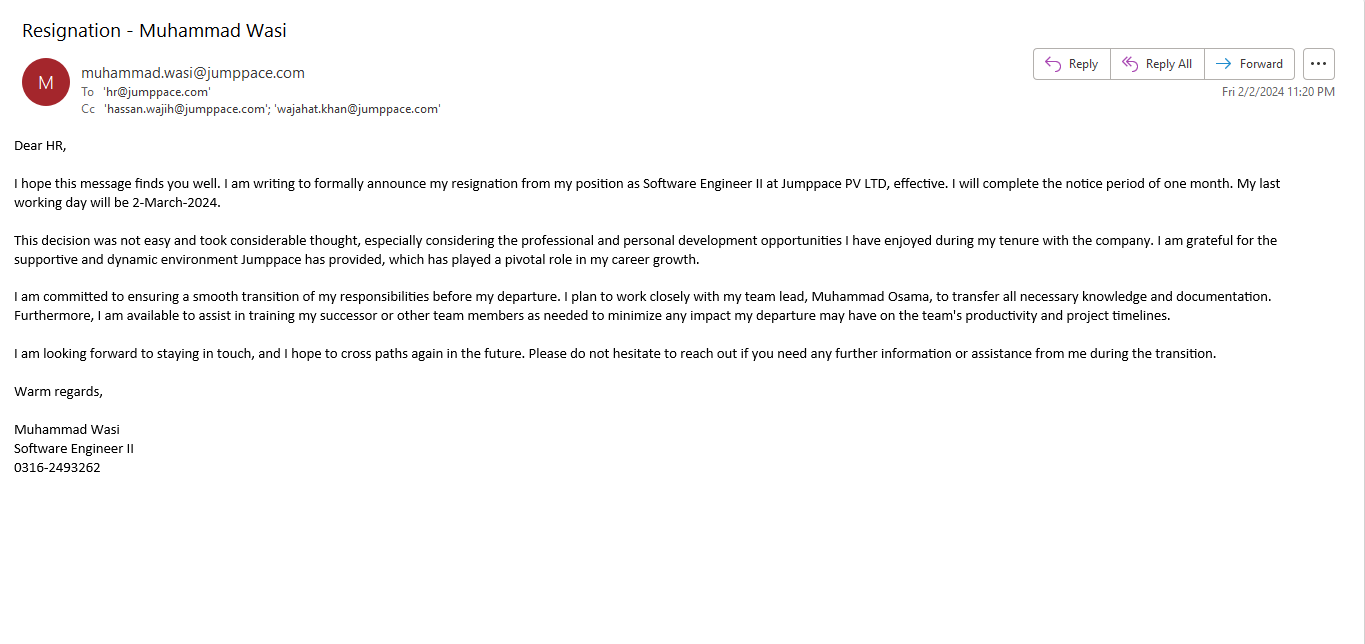 Resignation - Muhammad Wasi
M
muhammad.wasi@jumppace.com
To 'hr@jumppace.com'
Cc 'hassan.wajih@jumppace.com'; 'wajahat.khan@jumppace.com'
Reply
Reply All
Forward
Fri 2/2/2024 11:20 PM
Dear HR,
I hope this message finds you well. I am writing to formally announce my resignation from my position as Software Engineer II at Jumppace PV LTD, effective. I will complete the notice period of one month. My last
working day will be 2-March-2024.
This decision was not easy and took considerable thought, especially considering the professional and personal development opportunities I have enjoyed during my tenure with the company. I am grateful for the
supportive and dynamic environment Jumppace has provided, which has played a pivotal role in my career growth.
I am committed to ensuring a smooth transition of my responsibilities before my departure. I plan to work closely with my team lead, Muhammad Osama, to transfer all necessary knowledge and documentation.
Furthermore, I am available to assist in training my successor or other team members as needed to minimize any impact my departure may have on the team's productivity and project timelines.
I am looking forward to staying in touch, and I hope to cross paths again in the future. Please do not hesitate to reach out if you need any further information or assistance from me during the transition.
Warm regards,
Muhammad Wasi
Software Engineer II
0316-2493262